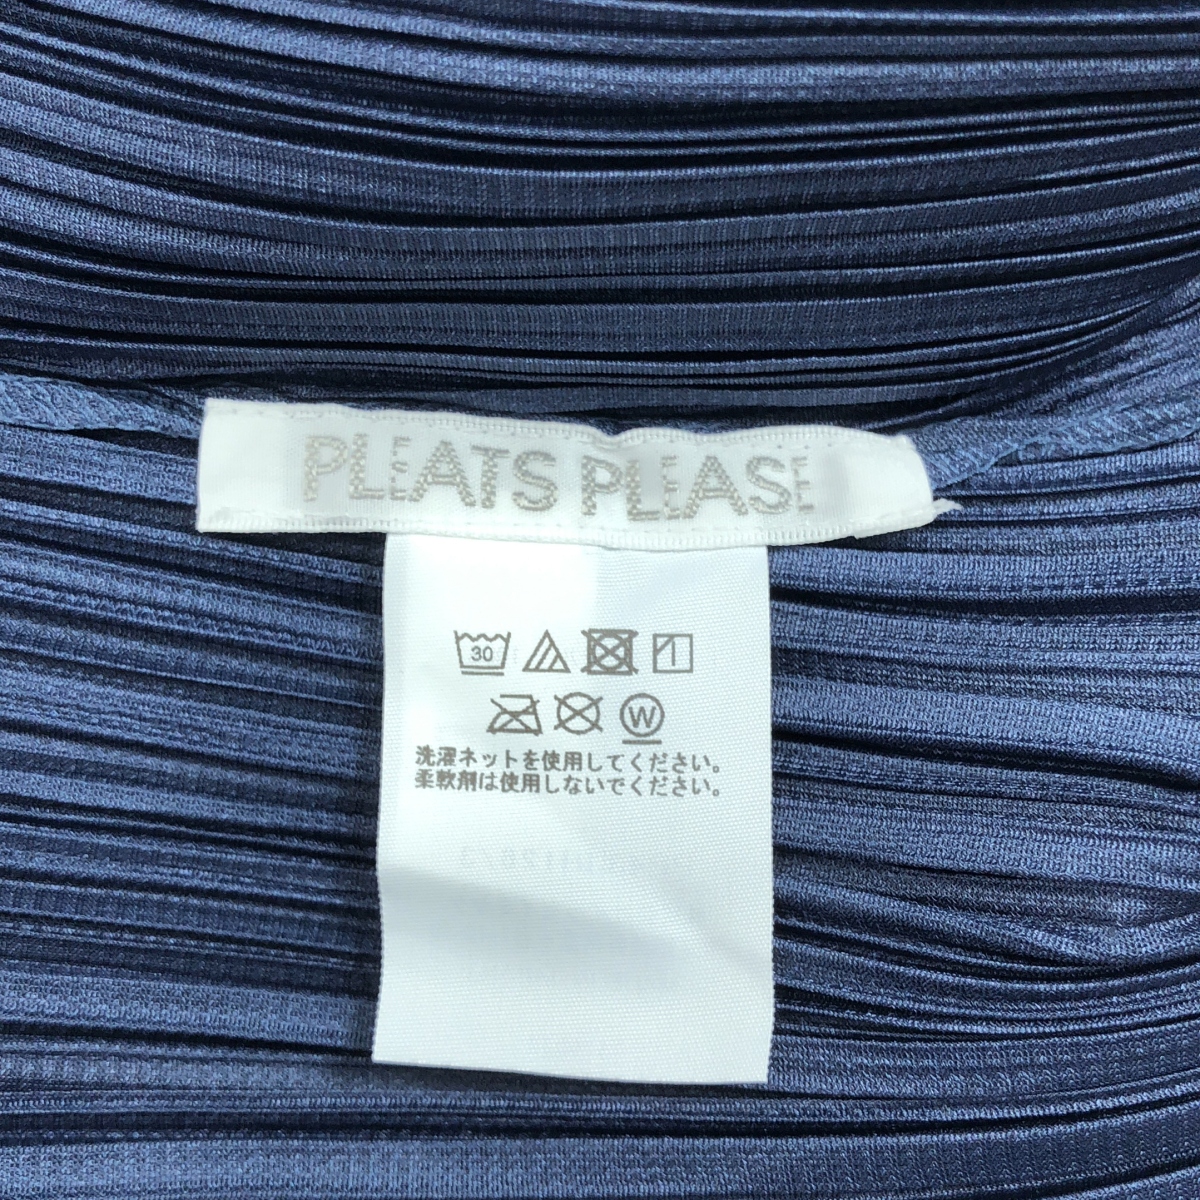 PLEATS PLEASE
30
W
洗濯ネットを使用してください。
柔軟剤は使用しないでください。